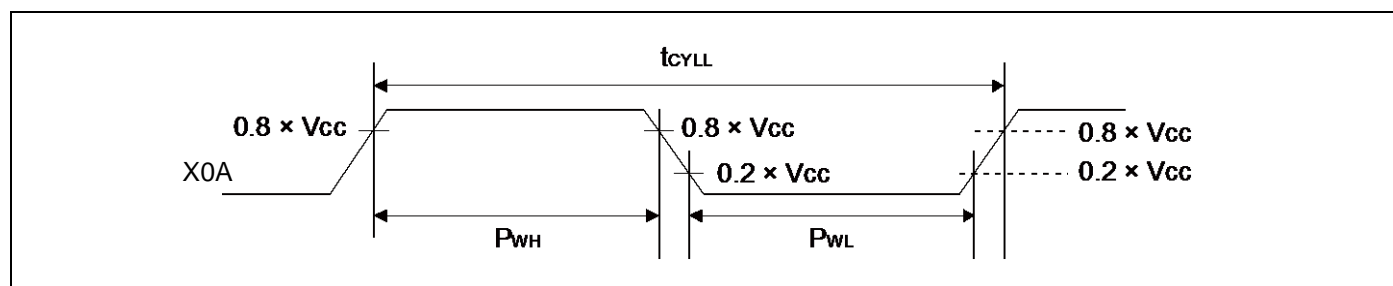 tCYLL
0.8 × Vcc
0.8 × Vcc
0.8 × Vcc
X0A
0.2 × Vcc
0.2 × Vcc
PWH
PWL